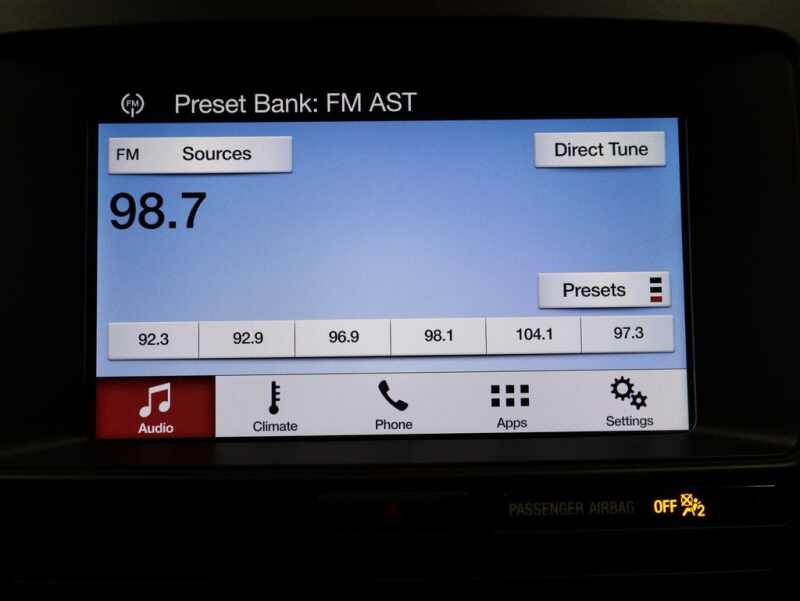 FM Preset Bank: FM AST
FM Sources Direct Tune
98.7
Presets
92.3 92.9 96.9 98.1 104.1 97.3
Audio Climate Phone Apps Settings
PASSENGER AIRBAG OFF 2